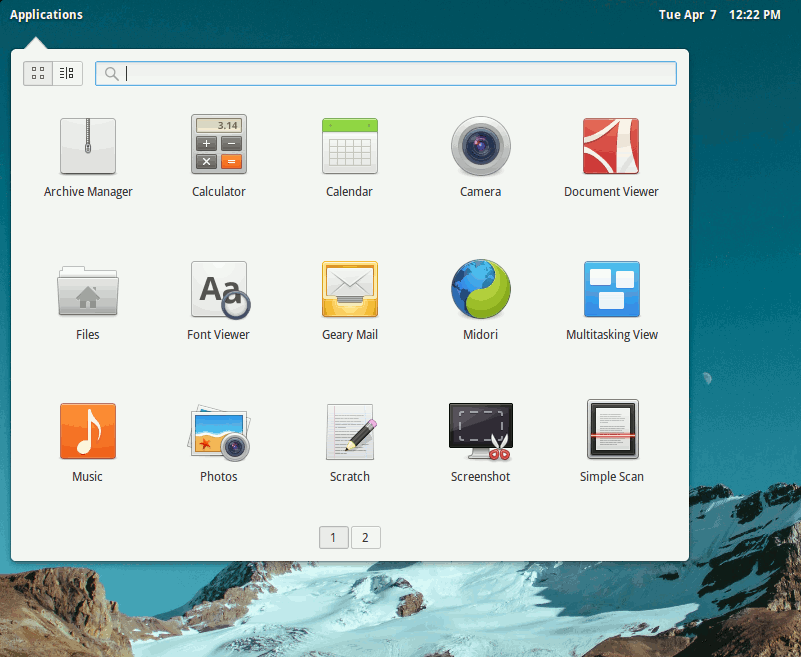 Applications
Tue Apr 7 12:22 PM
3.14
Archive Manager
Calculator
Calendar
Camera
Document Viewer
Aa
Files
Font Viewer
Geary Mail
Midori
Multitasking View
Music
Photos
Scratch
Screenshot
Simple Scan
1
2